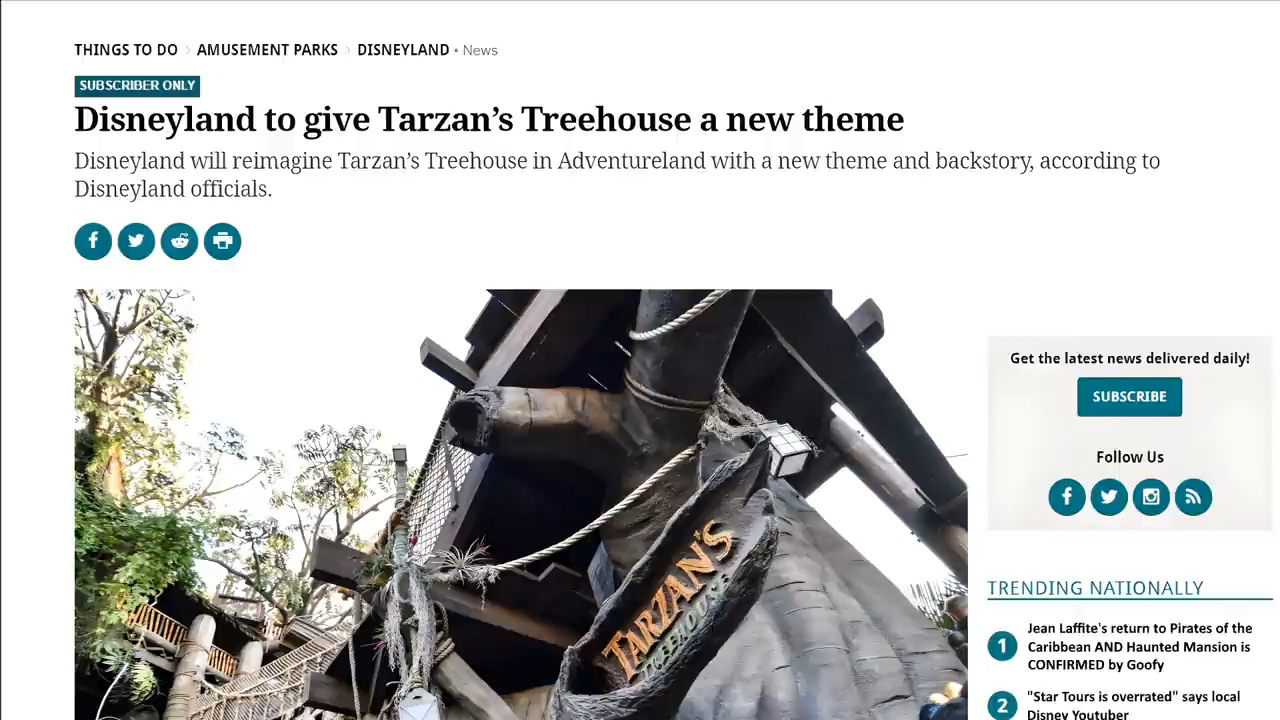 THINGS TO DO > AMUSEMENT PARKS > DISNEYLAND • News
SUBSCRIBER ONLY
Disneyland to give Tarzan’s Treehouse a new theme
Disneyland will reimagine Tarzan’s Treehouse in Adventureland with a new theme and backstory, according to
Disneyland officials.
TARZAN'S
TREEHOUSE
Get the latest news delivered daily!
SUBSCRIBE
Follow Us
TRENDING NATIONALLY
1 Jean Laffite's return to Pirates of the
Caribbean AND Haunted Mansion is
CONFIRMED by Goofy
2 "Star Tours is overrated" says local
Disney Youtuber